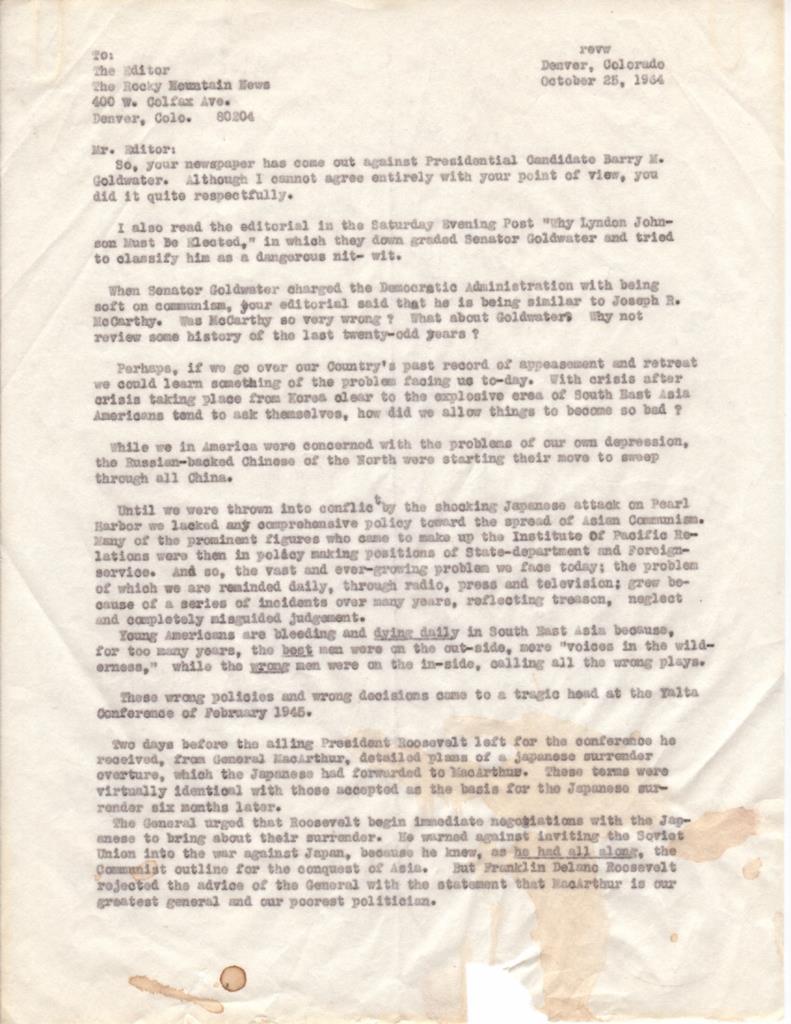 To:
The Editor
The Rocky Mountain News
400 W. Colfax Ave.
Denver, Colo. 80204
revw
Denver, Colorado
October 25, 1964
Mr. Editor:
So, your newspaper has come out against Presidential Candidate Barry M.
Goldwater. Although I cannot agree entirely with your point of view, you
did it quite respectfully.
I also read the editorial in the Saturday Evening Post "Why Lyndon John-
son Must Be Elected," in which they down graded Senator Goldwater and tried
to classify him as a dangerous nit- wit.
When Senator Goldwater charged the Democratic Administration with being
soft on communism, your editorial said that he is being similar to Joseph R.
McCarthy. Was McCarthy so very wrong ? What about Goldwater? Why not
review some history of the last twenty-odd years ?
Perhaps, if we go over our Country's past record of appeasement and retreat
we could learn something of the problem facing us to-day. With crisis after
crisis taking place from Korea clear to the explosive erea of South East Asia
Americans tend to ask themselves, how did we allow things to become so bad ?
While we in America were concerned with the problems of our own depression,
the Russian-backed Chinese of the North were starting their move to sweep
through all China.
Until we were thrown into conflict by the shocking Japanese attack on Pearl
Harbor we lacked any comprehensive policy toward the spread of Asian Communism.
Many of the prominent figures who came to make up the Institute Of Pacific Re-
lations were then in policy making positions of State-department and Foreign-
service. And so, the vast and ever-growing problem we face today; the problem
of which we are reminded daily, through radio, press and television; grew be-
cause of a series of incidents over many years, reflecting treason, neglect
and completely misguided judgement.
Young Americans are bleeding and dying daily in South East Asia because,
for too many years, the best men were on the out-side, mere "voices in the wild-
erness," while the wrong men were on the in-side, calling all the wrong plays.
These wrong policies and wrong decisions came to a tragic head at the Yalta
Conference of February 1945.
Two days before the ailing President Roosevelt left for the conference he
received, from General MacArthur, detailed plans of a japanese surrender
overture, which the Japanese had forwarded to MacArthur. These terms were
virtually identical with those accepted as the basis for the Japanese sur-
render six months later.
The General urged that Roosevelt begin immediate negotiations with the Jap-
anese to bring about their surrender. He warned against inviting the Soviet
Union into the war against Japan, because he knew, as he had all along, the
Communist outline for the conquest of Asia. But Franklin Delano Roosevelt
rejected the advice of the General with the statement that MacArthur is our
greatest general and our poorest politician.